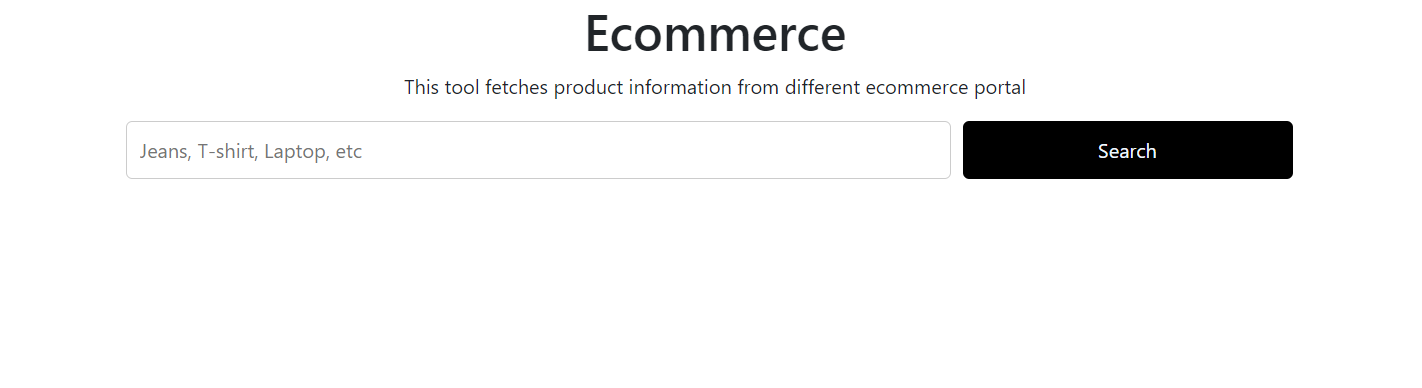 Ecommerce
This tool fetches product information from different ecommerce portal
Jeans, T-shirt, Laptop, etc
Search